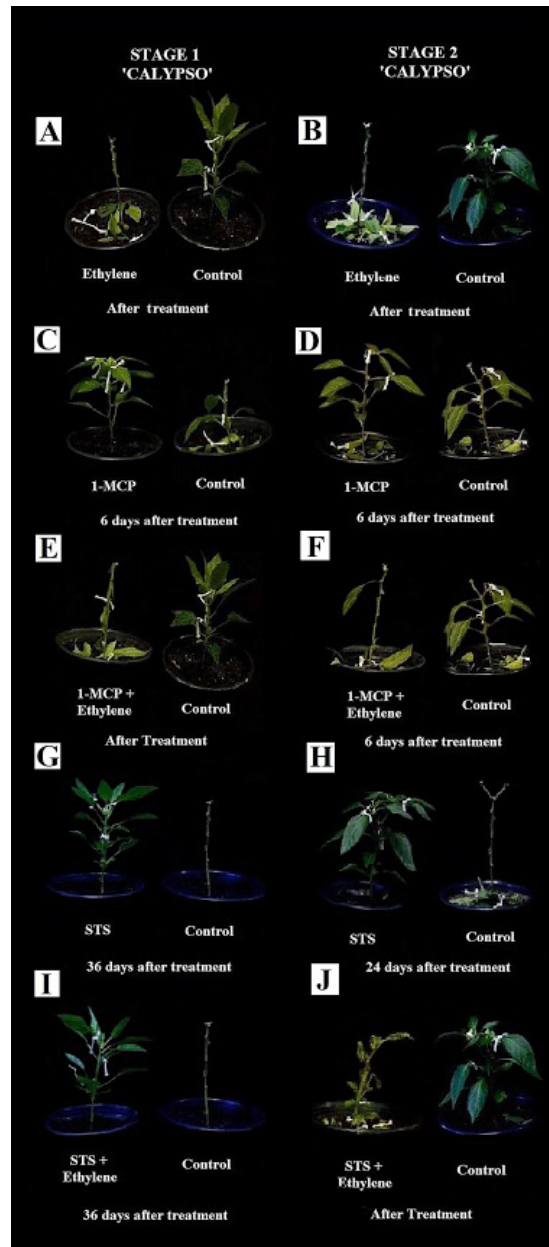 STAGE 1
'CALYPSO'
STAGE 2
'CALYPSO'
A
B
Ethylene
Control
Ethylene
Control
After treatment
After treatment
C
D
1-MCP
Control
1-MCP
Control
6 days after treatment
6 days after treatment
E
F
1-MCP +
Ethylene
Control
1-MCP +
Ethylene
Control
After Treatment
6 days after treatment
G
H
STS
Control
STS
Control
36 days after treatment
24 days after treatment
I
J
STS +
Ethylene
Control
STS +
Ethylene
Control
36 days after treatment
After Treatment